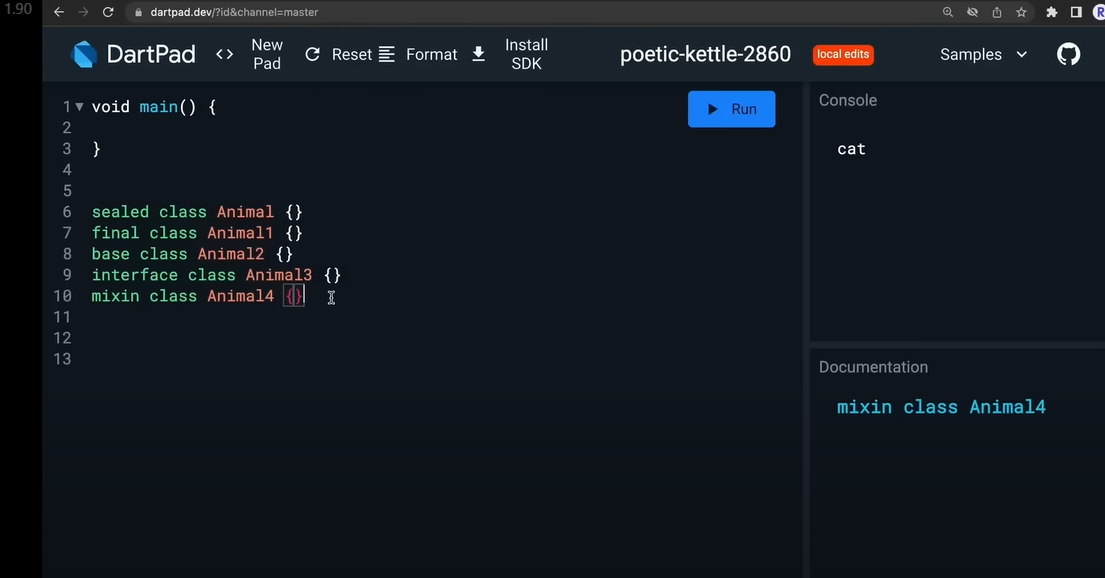 1.90
dartpad.dev/?id&channel=master
DartPad
<>
New Pad
Reset
Format
Install SDK
poetic-kettle-2860
local edits
Samples
1 void main() {
2
3 }
4
5
6 sealed class Animal {}
7 final class Animal1 {}
8 base class Animal2 {}
9 interface class Animal3 {}
10 mixin class Animal4 {}
11
12
13
Run
Console
cat
Documentation
mixin class Animal4